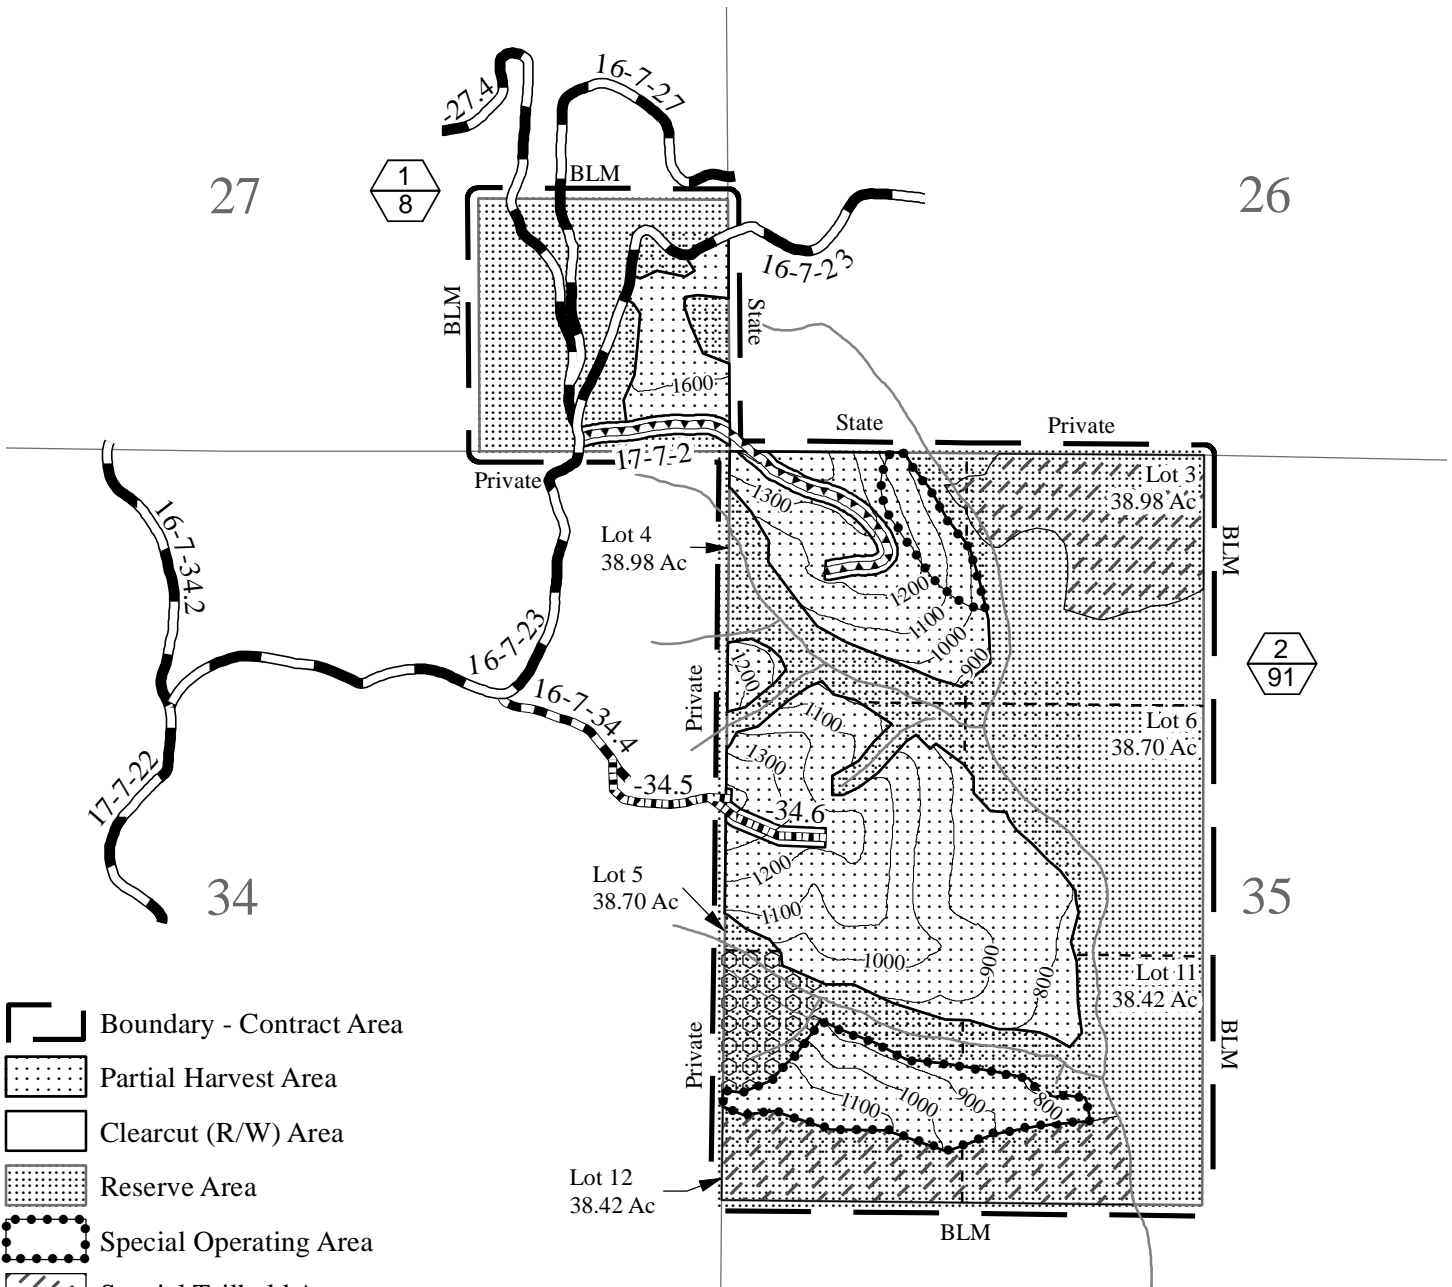 -27.4
16-7-27
27
1
8
BLM
26
16-7-23
BLM
State
1600
State
Private
17-7-2
Private
1300
Lot 3
38.98 Ac
Lot 4
38.98 Ac
BLM
16-7-34.2
1200
1100
1000
900
16-7-23
1200
2
91
Private
16-7-34.4
1100
Lot 6
38.70 Ac
1300
-34.5
-34.6
17-7-22
1200
Lot 5
38.70 Ac
34
35
1100
1000
900
800
Lot 11
38.42 Ac
Boundary - Contract Area
Private
BLM
Partial Harvest Area
1100
1000
900
800
Clearcut (R/W) Area
Reserve Area
Lot 12
38.42 Ac
Special Operating Area
BLM